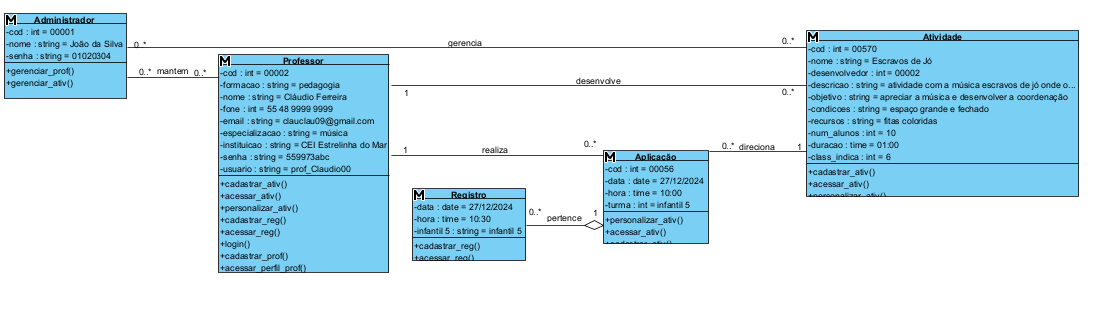 Administrador
-cod : int = 00001
-nome : string = João da Silva
-senha : string = 01020304
+gerenciar_prof()
+gerenciar_ativ()
0..*
gerencia
0..*
0..*
mantem
0..*
Professor
-cod : int = 00002
-formacao : string = pedagogia
-nome : string = Cláudio Ferreira
-fone : int = 55 48 9999 9999
-email : string = clauclau09@gmail.com
-especializacao : string = música
-instituicao : string = CEI Estrelinha do Mar
-senha : string = 559973abc
-usuario : string = prof_Claudio00
+cadastrar_ativ()
+acessar_ativ()
+personalizar_ativ()
+cadastrar_reg()
+acessar_reg()
+login()
+cadastrar_prof()
+acessar_perfil_prof()
desenvolve
1
0..*
1
realiza
0..*
Registro
-data : date = 27/12/2024
-hora : time = 10:30
-infantil 5 : string = infantil 5
+cadastrar_reg()
+acessar_reg()
0..*
pertence
1
Aplicação
-cod : int = 00056
-data : date = 27/12/2024
-hora : time = 10:00
-turma : int = infantil 5
+personalizar_ativ()
+acessar_ativ()
+cadastrar_ativ()
0..*
direciona
1
Atividade
-cod : int = 00570
-nome : string = Escravos de Jó
-desenvolvedor : int = 00002
-descricao : string = atividade com a música escravos de jó onde o...
-objetivo : string = apreciar a música e desenvolver a coordenação
-condicoes : string = espaço grande e fechado
-recursos : string = fitas coloridas
-num_alunos : int = 10
-duracao : time = 01:00
-class_indica : int = 6
+cadastrar_ativ()
+acessar_ativ()
+personalizar_ativ()